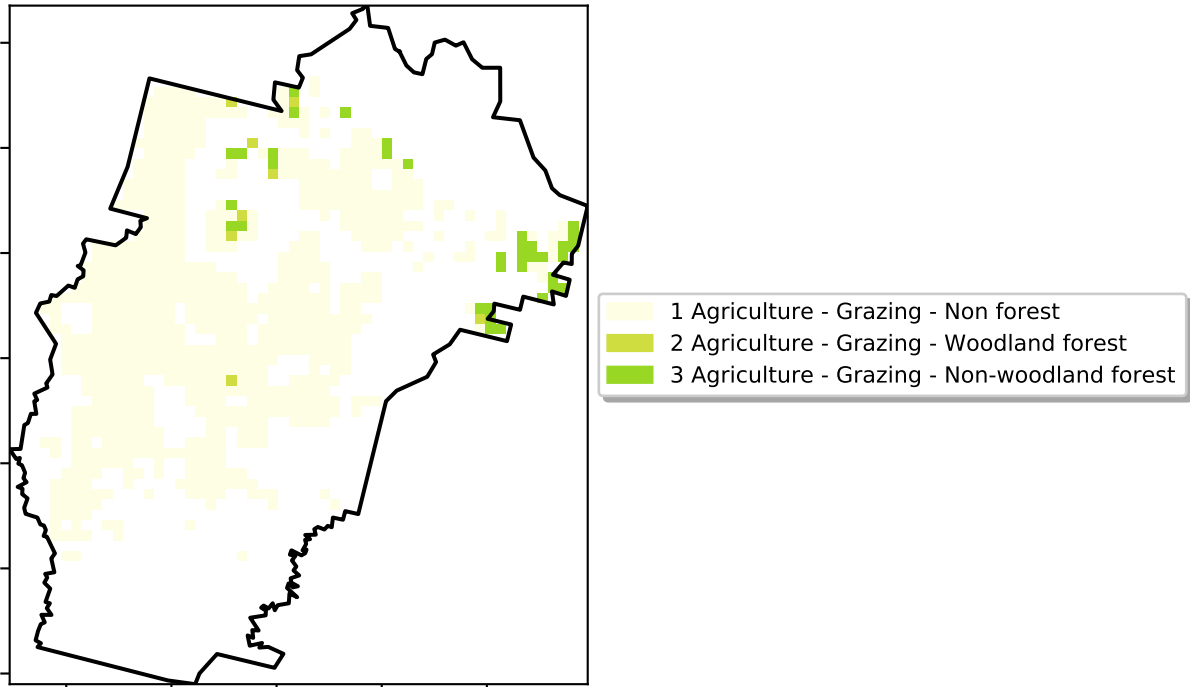 1 Agriculture - Grazing - Non forest
2 Agriculture - Grazing - Woodland forest
3 Agriculture - Grazing - Non-woodland forest